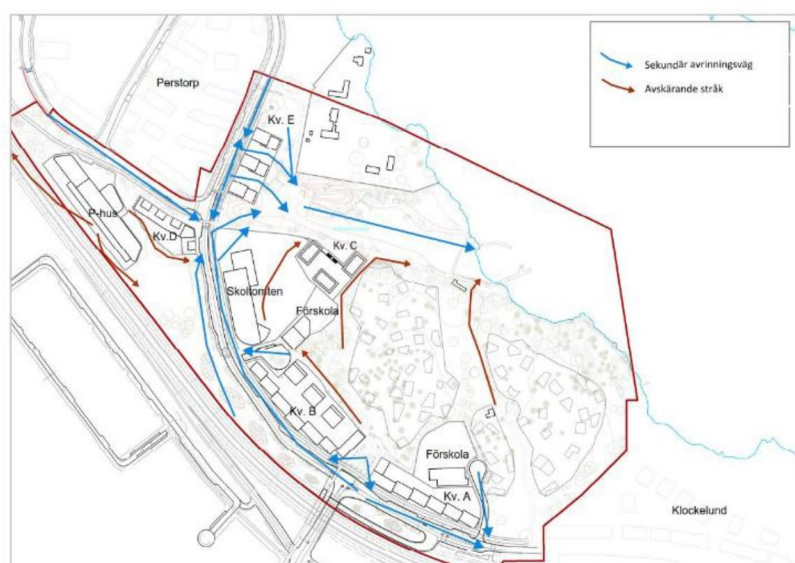 Sekundär avrinningsväg
Avskärande stråk
Perstorp
Kv. E
P-hus
Kv.D
Kv. C
Skoltomten
Förskola
Kv. B
Förskola
Kv. A
Klockelund